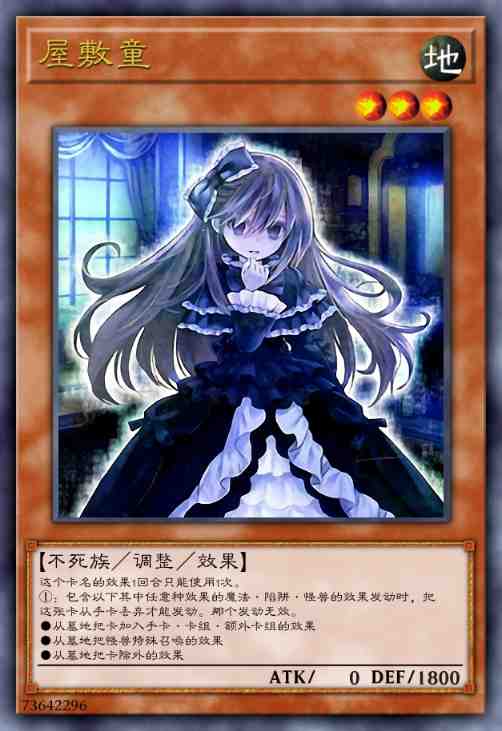 屋敷童
地
【不死族／调整／效果】
这个卡名的效果1回合只能使用1次。
①：包含以下其中任意种效果的魔法·陷阱·怪兽的效果发动时，把
这张卡从手卡丢弃才能发动。那个发动无效。
●从墓地把卡加入手卡·卡组·额外卡组的效果
●从墓地把怪兽特殊召唤的效果
●从墓地把卡除外的效果
ATK/ 0 DEF/1800
73642296